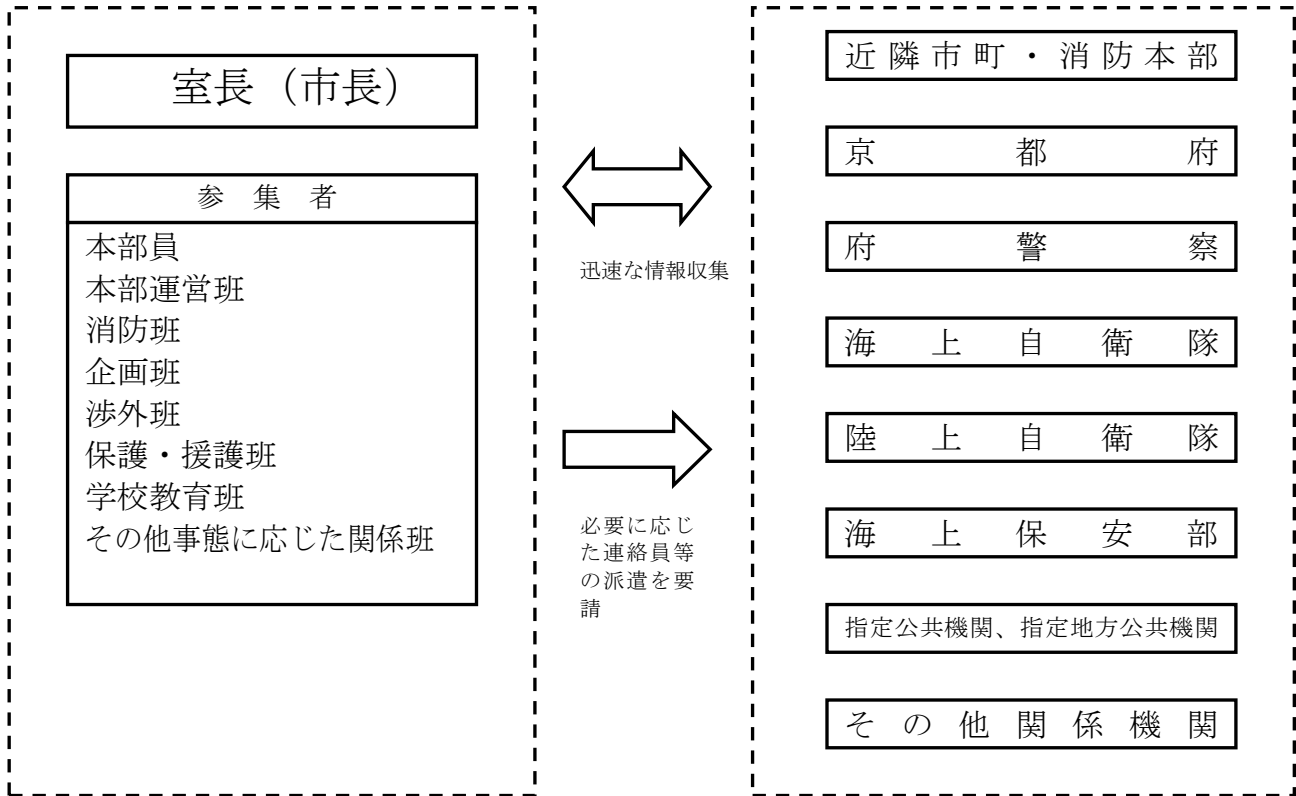 室長（市長）
参集者
本部員
本部運営班
消防班
企画班
渉外班
保護・援護班
学校教育班
その他事態に応じた関係班
迅速な情報収集
必要に応じ
た連絡員等
の派遣を要
請
近隣市町・消防本部
京都府
府警察
海上自衛隊
陸上自衛隊
海上保安部
指定公共機関、指定地方公共機関
その他関係機関